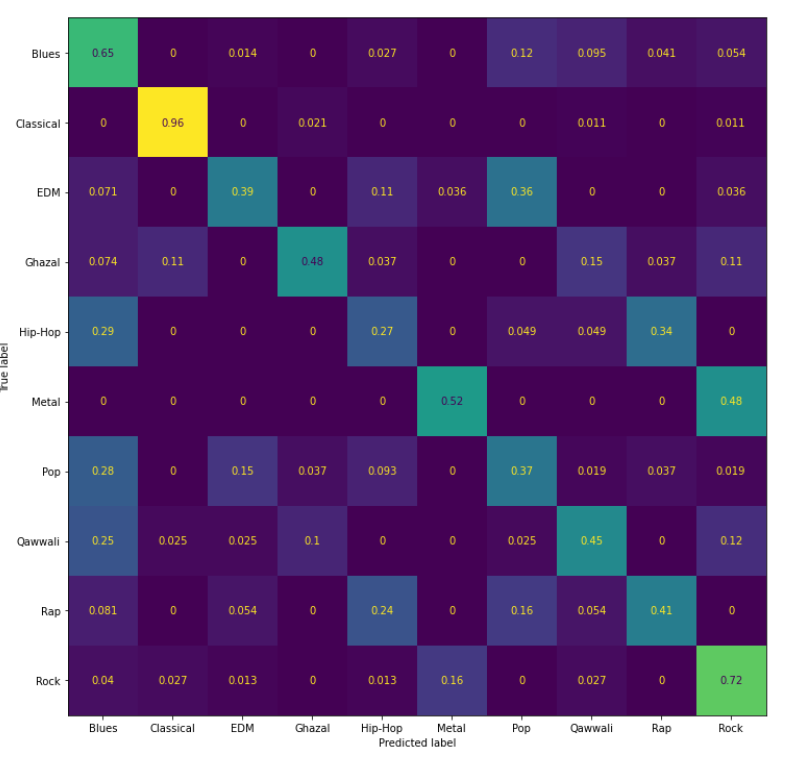 Blues 0.65 0 0.014 0 0.027 0 0.12 0.095 0.041 0.054
Classical 0 0.96 0 0.021 0 0 0 0.011 0 0.011
EDM 0.071 0 0.39 0 0.11 0.036 0.36 0 0 0.036
Ghazal 0.074 0.11 0 0.48 0.037 0 0 0.15 0.037 0.11
Hip-Hop 0.29 0 0 0 0.27 0 0.049 0.049 0.34 0
True label
Metal 0 0 0 0 0 0.52 0 0 0 0.48
Pop 0.28 0 0.15 0.037 0.093 0 0.37 0.019 0.037 0.019
Qawwali 0.25 0.025 0.025 0.1 0 0 0.025 0.45 0 0.12
Rap 0.081 0 0.054 0 0.24 0 0.16 0.054 0.41 0
Rock 0.04 0.027 0.013 0 0.013 0.16 0 0.027 0 0.72
Blues Classical EDM Ghazal Hip-Hop Metal Pop Qawwali Rap Rock
Predicted label